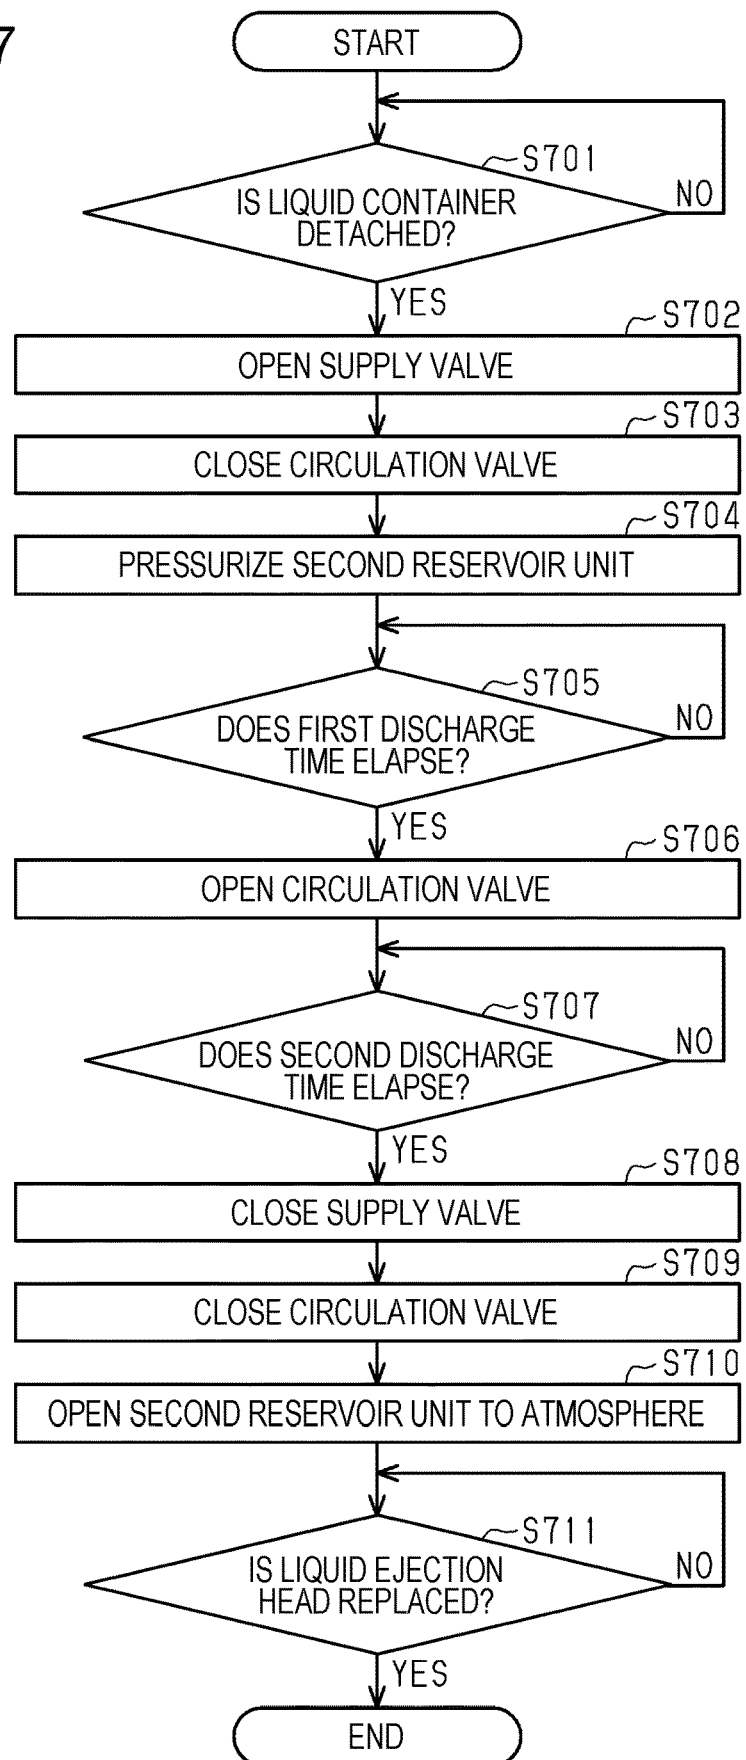 7
START
S701
IS LIQUID CONTAINER
DETACHED?
NO
YES
S702
OPEN SUPPLY VALVE
S703
CLOSE CIRCULATION VALVE
S704
PRESSURIZE SECOND RESERVOIR UNIT
S705
DOES FIRST DISCHARGE
TIME ELAPSE?
NO
YES
S706
OPEN CIRCULATION VALVE
S707
DOES SECOND DISCHARGE
TIME ELAPSE?
NO
YES
S708
CLOSE SUPPLY VALVE
S709
CLOSE CIRCULATION VALVE
S710
OPEN SECOND RESERVOIR UNIT TO ATMOSPHERE
S711
IS LIQUID EJECTION
HEAD REPLACED?
NO
YES
END